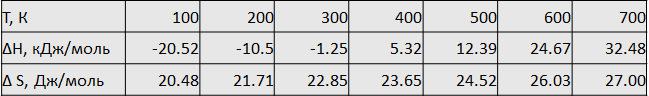 T, К 100 200 300 400 500 600 700
ΔH, кДж/моль -20.52 -10.5 -1.25 5.32 12.39 24.67 32.48
Δ S, Дж/моль 20.48 21.71 22.85 23.65 24.52 26.03 27.00